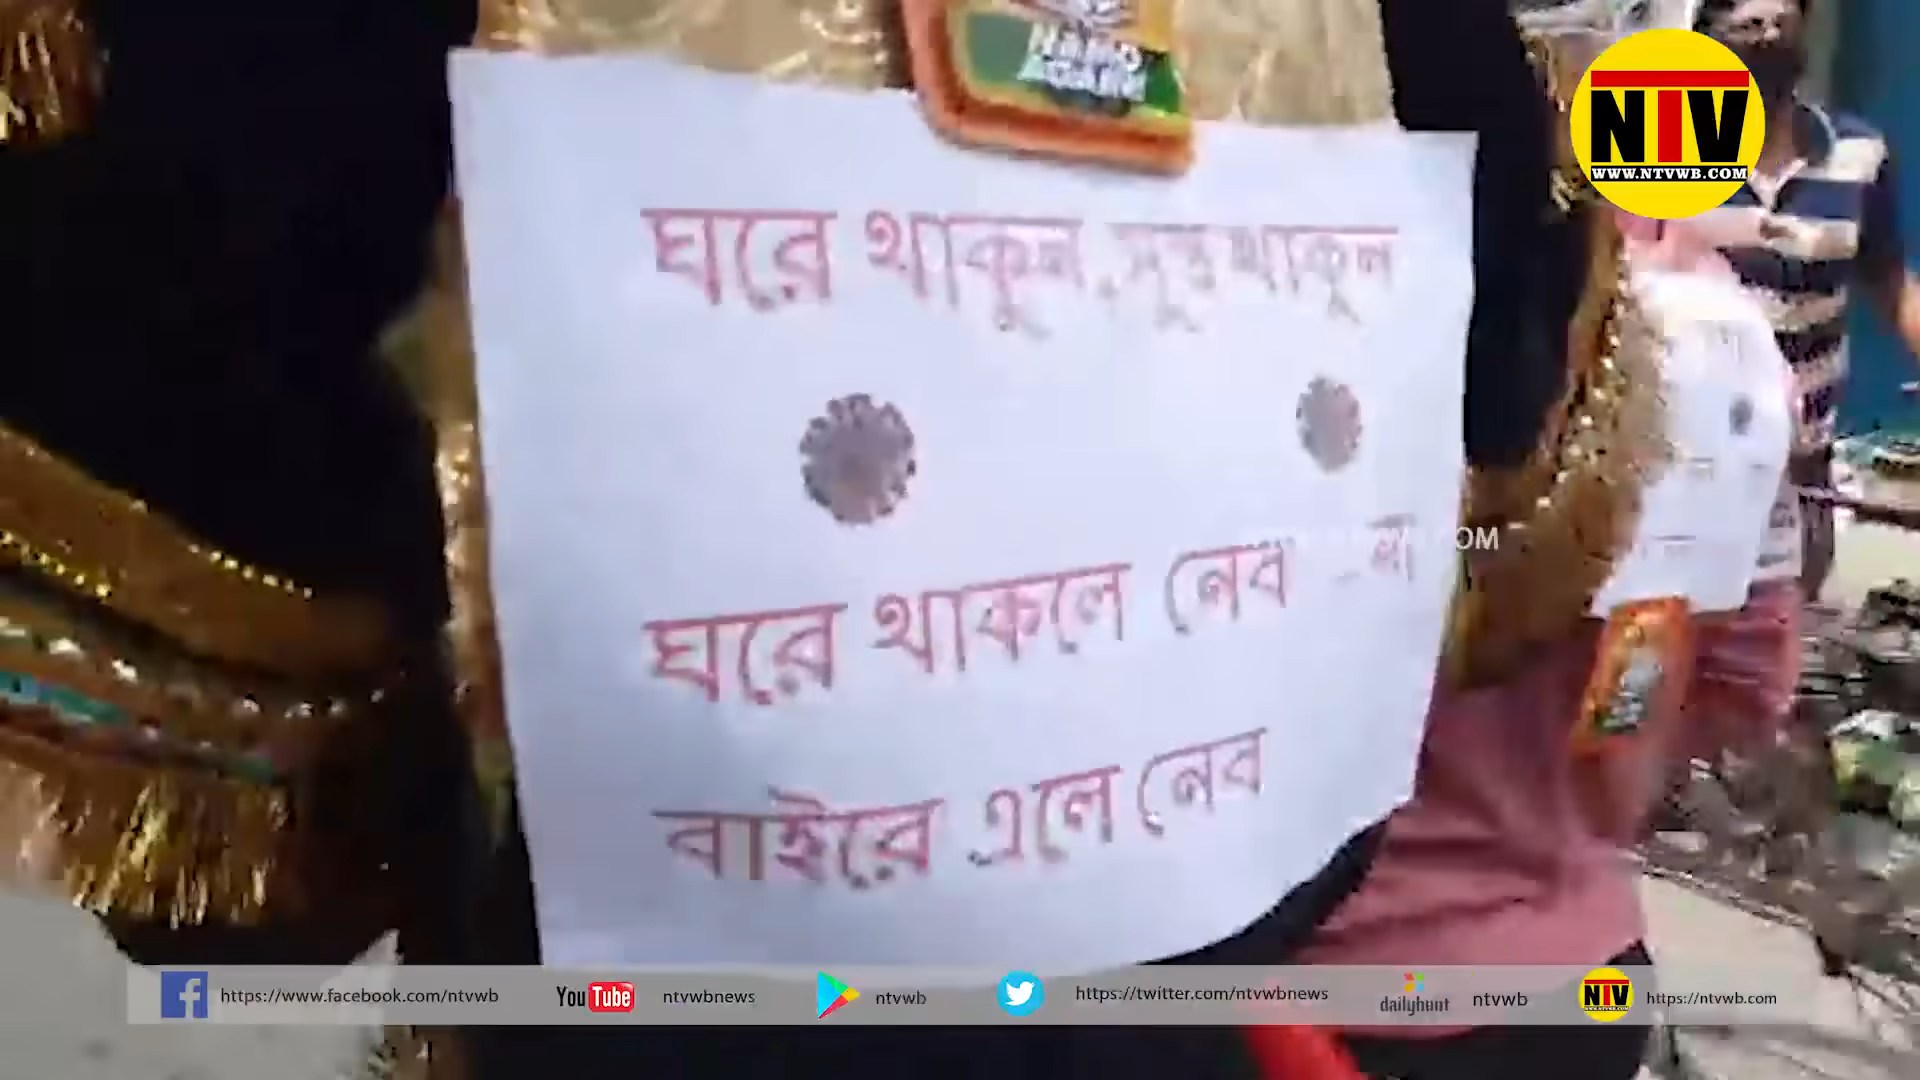 NTV
WWW.NTVWB.COM
ঘরে থাকুন, সুস্থ থাকুন
ঘরে থাকলে নেব না
বাইরে এলে নেব
https://www.facebook.com/ntvwb
YouTube
ntvwbnews
ntvwb
https://twitter.com/ntvwbnews
dailyhunt
ntvwb
NTV
https://ntvwb.com